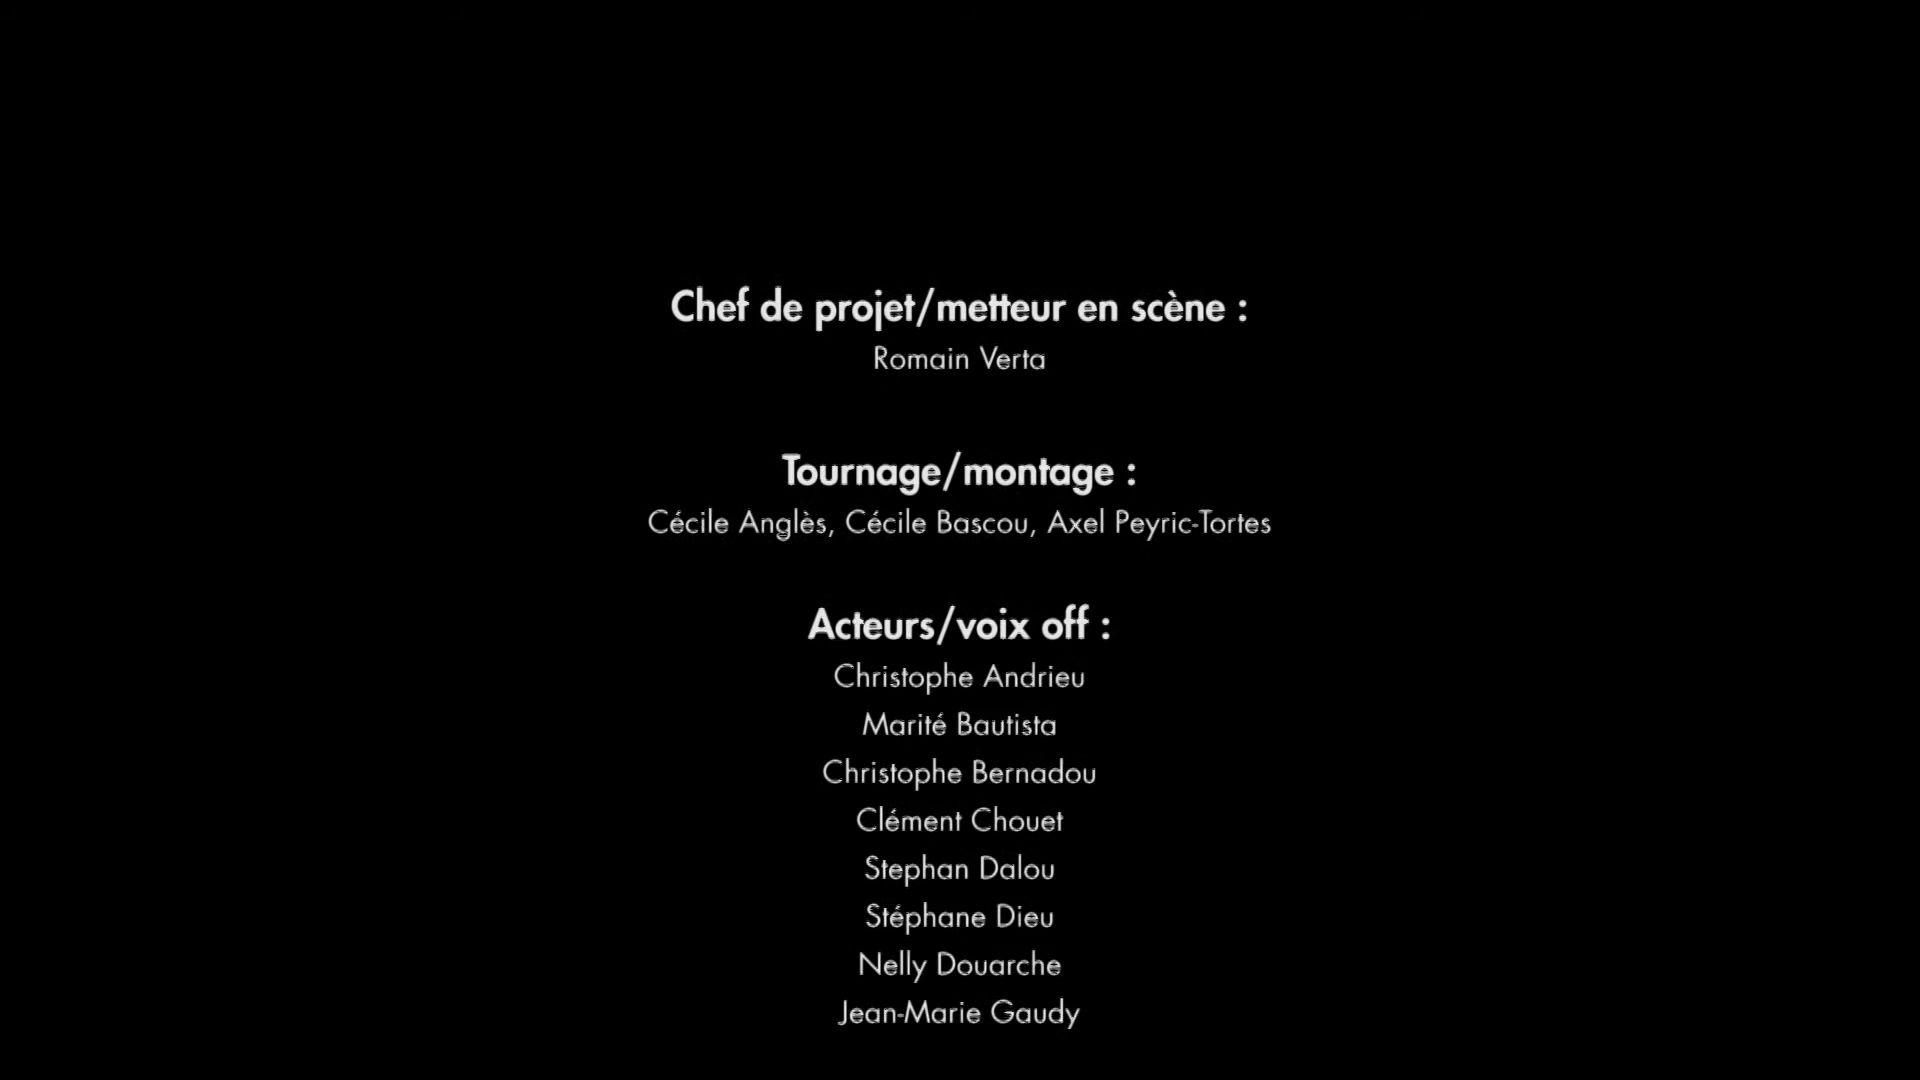 Chef de projet/metteur en scène :
Romain Verta
Tournage/montage :
Cécile Anglès, Cécile Bascou, Axel Peyric-Tortes
Acteurs/voix off :
Christophe Andrieu
Marité Bautista
Christophe Bernadou
Clément Chouet
Stephan Dalou
Stéphane Dieu
Nelly Douarche
Jean-Marie Gaudy